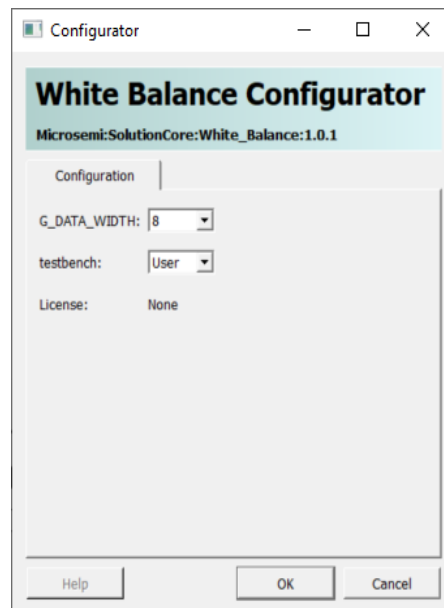 Configurator
White Balance Configurator
Microsemi:SolutionCore:White_Balance:1.0.1
Configuration
G_DATA_WIDTH: 8
testbench: User
License: None
Help OK Cancel